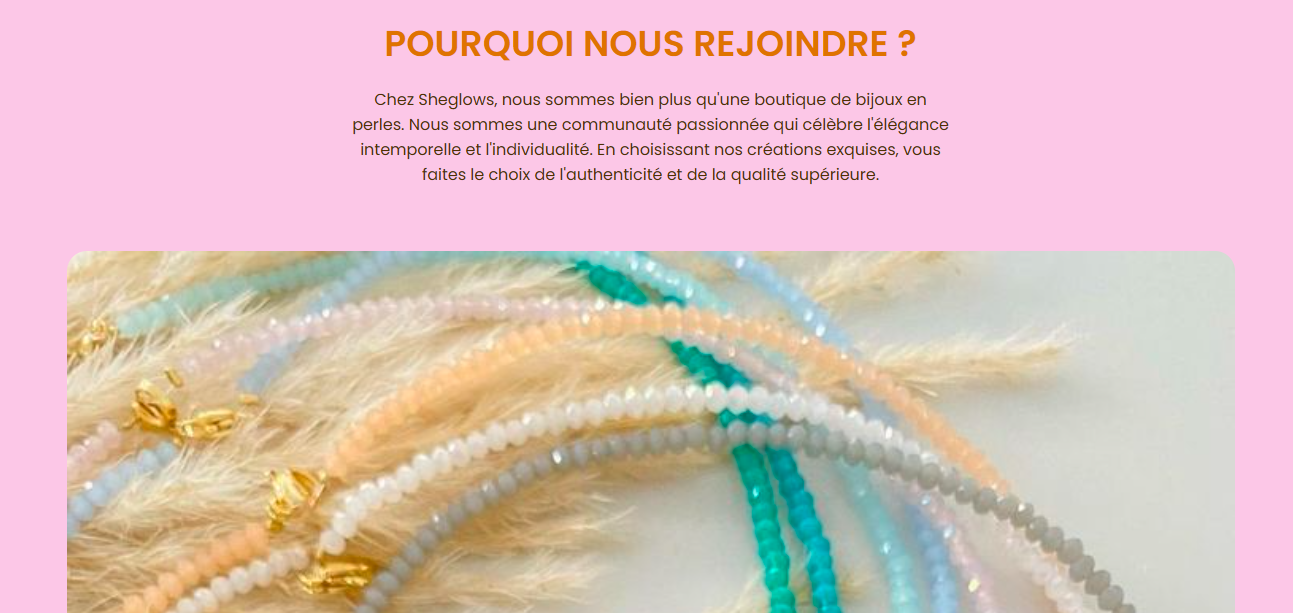 POURQUOI NOUS REJOINDRE ?
Chez Sheglows, nous sommes bien plus qu'une boutique de bijoux en
perles. Nous sommes une communauté passionnée qui célèbre l'élégance
intemporelle et l'individualité. En choisissant nos créations exquises, vous
faites le choix de l'authenticité et de la qualité supérieure.